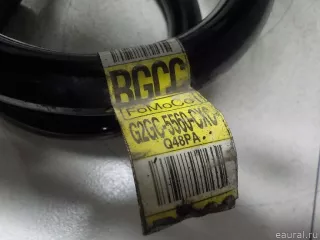 BGCC
FoMoCo
G2GC-5560-CXC
Q48PA
eaural.ru